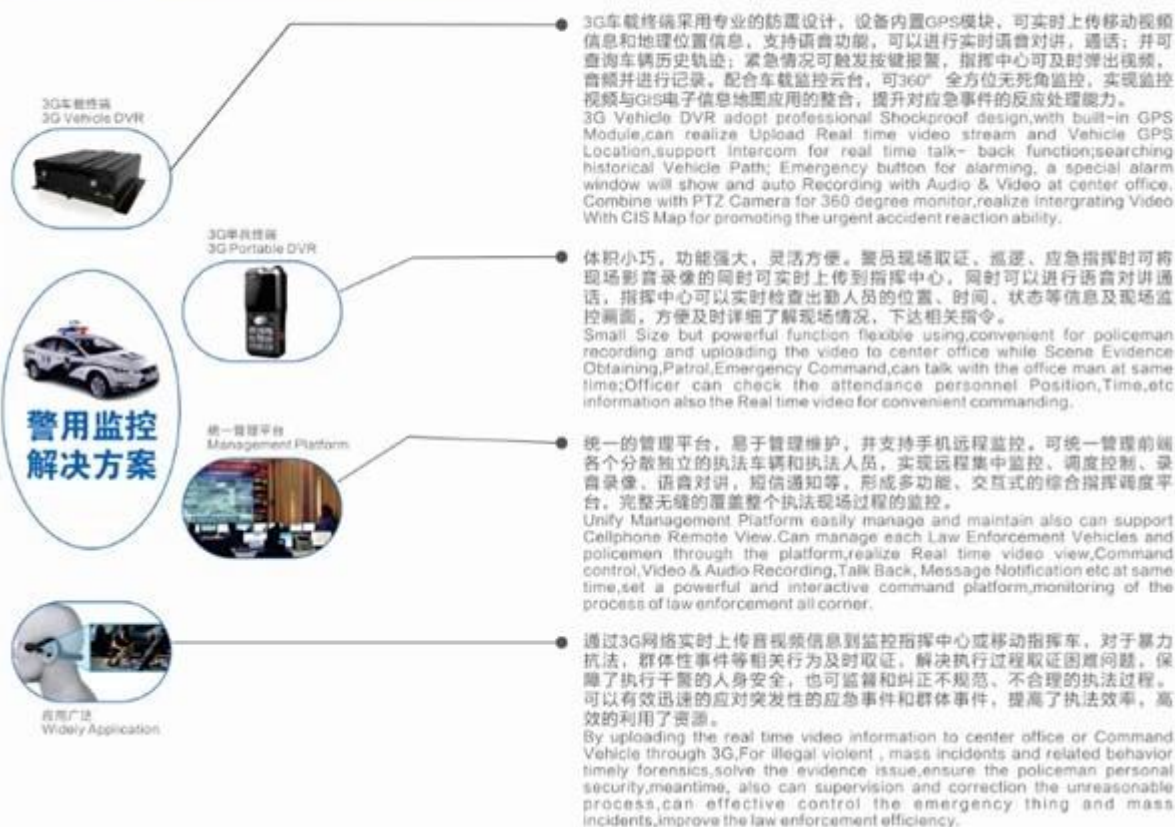 3G车载终端
3G Vehicle DVR
3G车载终端采用专业的防震设计，设备内置GPS模块，可实时上传移动视频
信息和地理位置信息，支持语音功能，可以进行实时语音对讲，通话；并可
查询车辆历史轨迹；紧急情况可触发按键报警，指挥中心可及时弹出视频，
音频并进行记录。配合车载监控云台，可360° 全方位无死角监控，实现监控
视频与GIS电子信息地图应用的整合，提升对应急事件的反应处理能力。
3G Vehicle DVR adopt professional Shockproof design,with built-in GPS
Module,can realize Upload Real time video stream and Vehicle GPS
Location,support Intercom for real time talk- back function;searching
historical Vehicle Path; Emergency button for alarming, a special alarm
window will show and auto Recording with Audio & Video at center office.
Combine with PTZ Camera for 360 degree monitor,realize Intergrating Video
With CIS Map for promoting the urgent accident reaction ability.
3G单兵终端
3G Portable DVR
体积小巧，功能强大，灵活方便。警员现场取证、巡逻、应急指挥时可将
现场影音录像的同时可实时上传到指挥中心，同时可以进行语音对讲通
话，指挥中心可以实时检查出勤人员的位置、时间、状态等信息及现场监
控画面，方便及时详细了解现场情况，下达相关指令。
Small Size but powerful function flexible using,convenient for policeman
recording and uploading the video to center office while Scene Evidence
Obtaining,Patrol,Emergency Command,can talk with the office man at same
time;Officer can check the attendance personnel Position,Time,etc
information also the Real time video for convenient commanding.
警用监控
解决方案
统一管理平台
Management Platform
统一的管理平台，易于管理维护，并支持手机远程监控。可统一管理前端
各个分散独立的执法车辆和执法人员，实现远程集中监控、调度控制、录
音录像、语音对讲，短信通知等，形成多功能、交互式的综合指挥调度平
台，完整无缝的覆盖整个执法现场过程的监控。
Unify Management Platform easily manage and maintain also can support
Cellphone Remote View.Can manage each Law Enforcement Vehicles and
policemen through the platform,realize Real time video view,Command
control,Video & Audio Recording,Talk Back, Message Notification etc at same
time,set a powerful and interactive command platform,monitoring of the
process of law enforcement all corner.
应用广泛
Widely Application
通过3G网络实时上传音视频信息到监控指挥中心或移动指挥车，对于暴力
抗法，群体性事件等相关行为及时取证，解决执行过程取证困难问题，保
障了执行干警的人身安全，也可监督和纠正不规范、不合理的执法过程。
可以有效迅速的应对突发性的应急事件和群体事件，提高了执法效率，高
效的利用了资源。
By uploading the real time video information to center office or Command
Vehicle through 3G,For illegal violent , mass incidents and related behavior
timely forensics,solve the evidence issue,ensure the policeman personal
security,meantime, also can supervision and correction the unreasonable
process,can effective control the emergency thing and mass
incidents,improve the law enforcement efficiency.